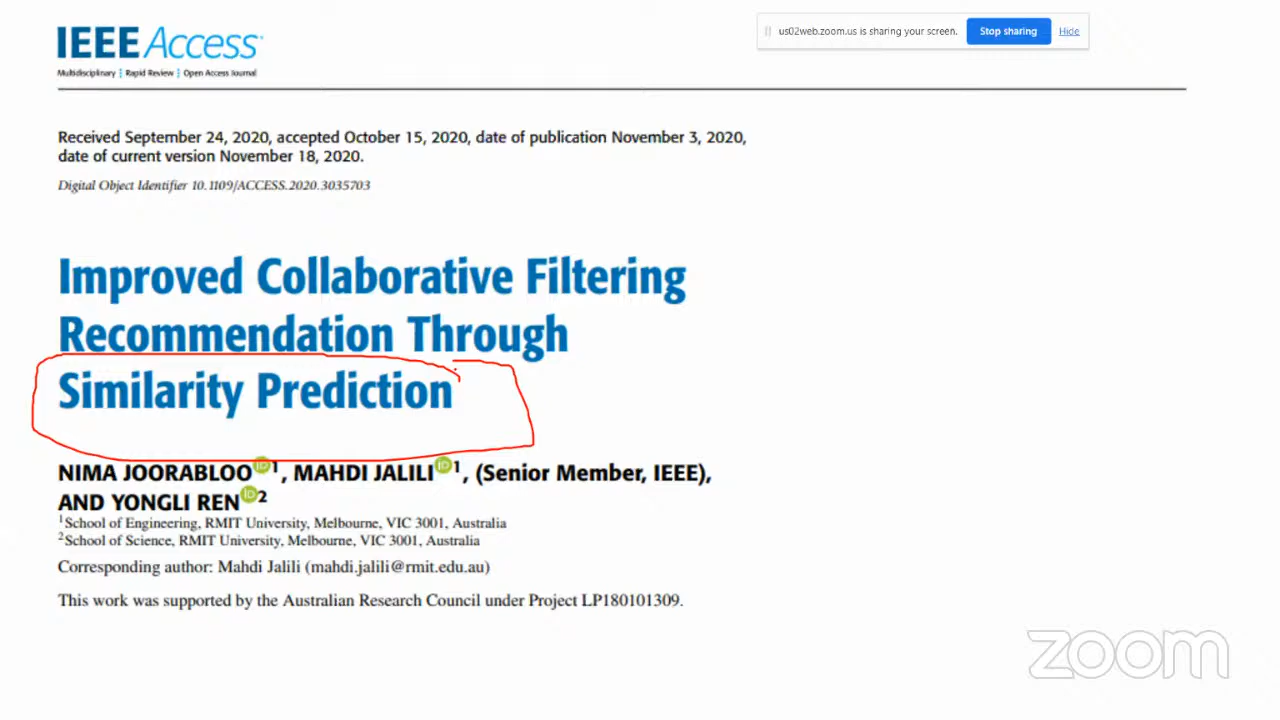 IEEE Access
us02web.zoom.us is sharing your screen. Stop sharing Hide
Multidisciplinary Rapid Review Open Access Journal
Received September 24, 2020, accepted October 15, 2020, date of publication November 3, 2020,
date of current version November 18, 2020.
Digital Object Identifier 10.1109/ACCESS.2020.3035703
Improved Collaborative Filtering
Recommendation Through
Similarity Prediction
NIMA JOORABLOO iD 1, MAHDI JALILI iD 1, (Senior Member, IEEE),
AND YONGLI REN iD 2
1School of Engineering, RMIT University, Melbourne, VIC 3001, Australia
2School of Science, RMIT University, Melbourne, VIC 3001, Australia
Corresponding author: Mahdi Jalili (mahdi.jalili@rmit.edu.au)
This work was supported by the Australian Research Council under Project LP180101309.
zoom